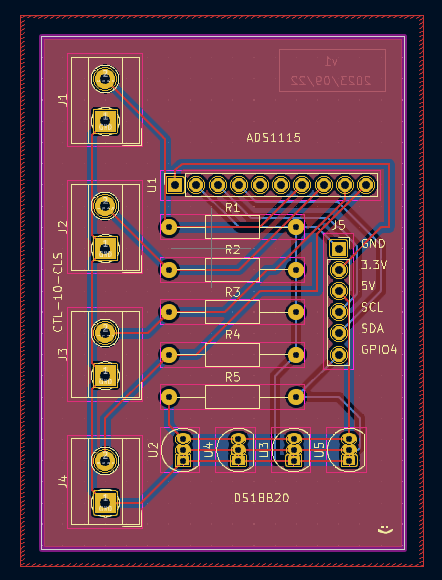 v1
2023/09/22
J1
ADS1115
U1
R1
J5
J2
GND
R2
3.3V
CTL-10-CLS
5V
R3
SCL
SDA
R4
J3
GPIO4
R5
U2
U4
U3
U5
J4
DS18B20